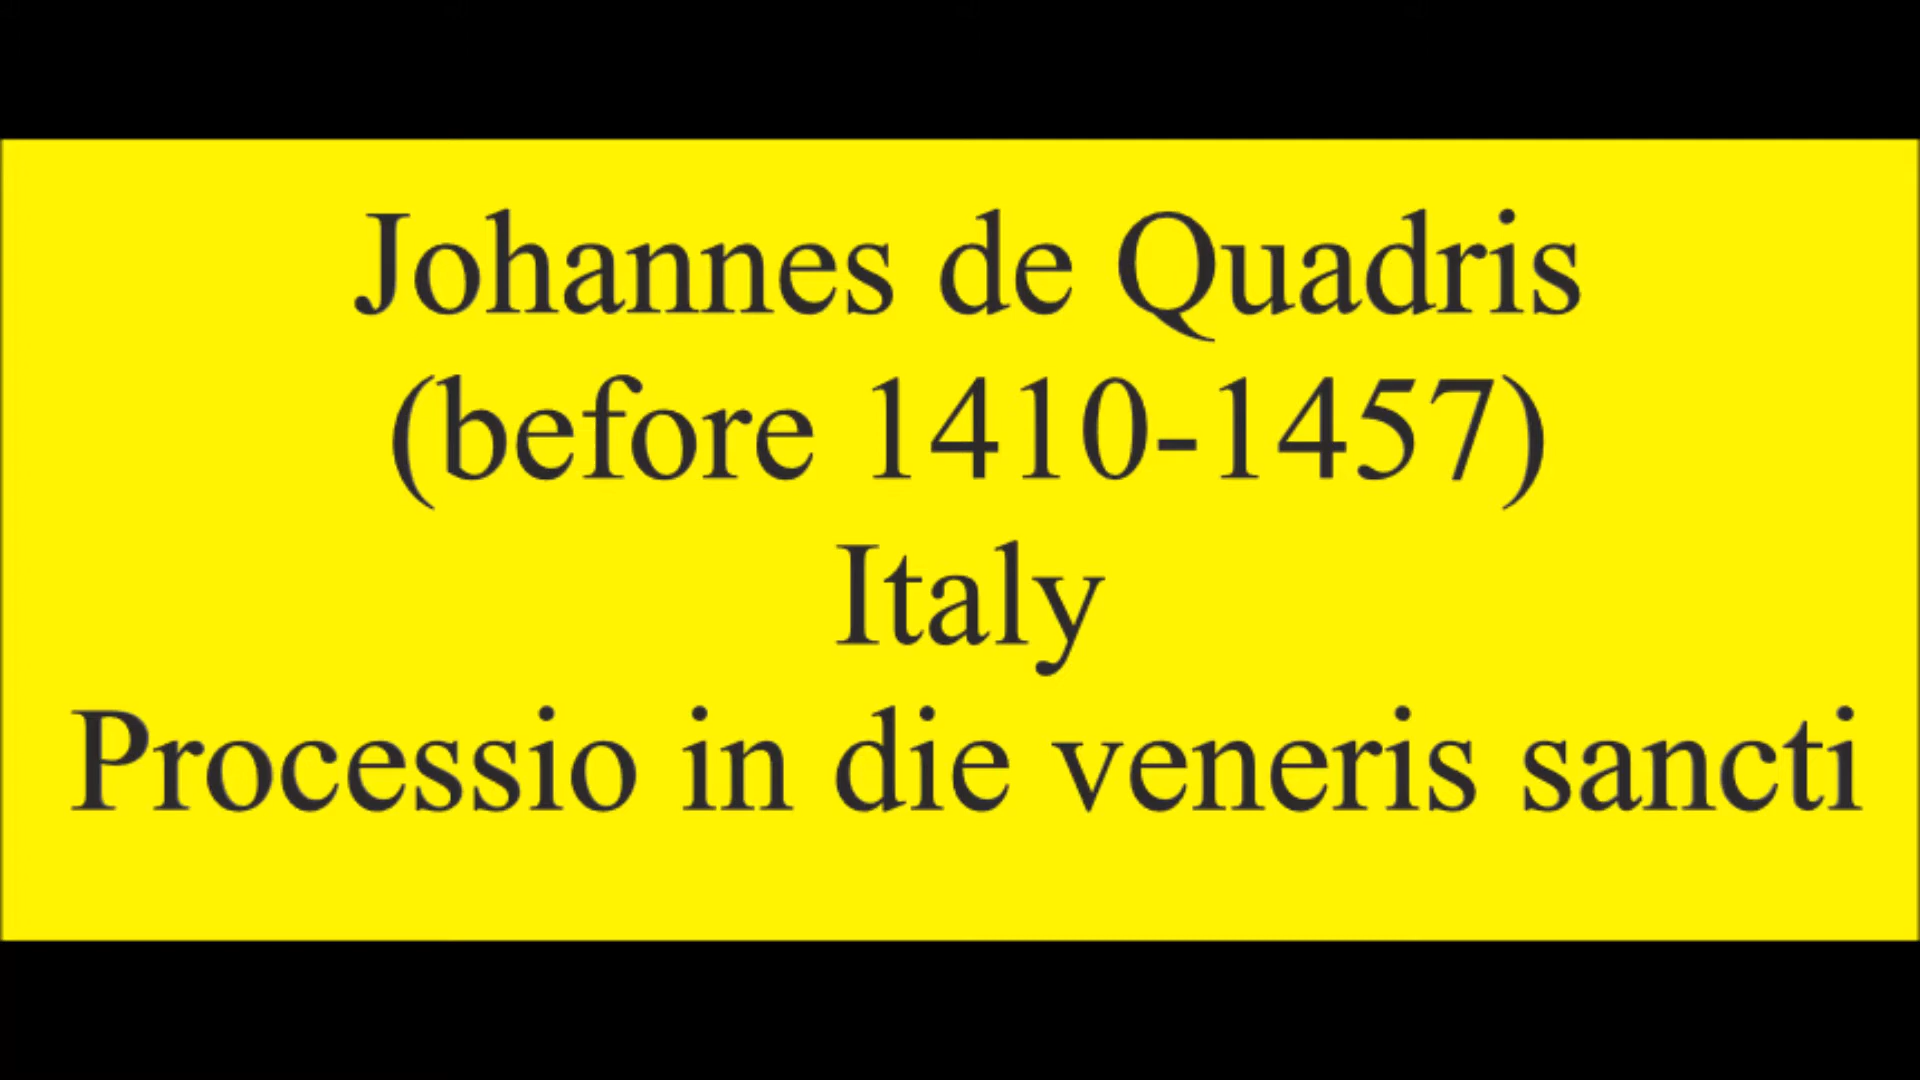 Johannes de Quadris
(before 1410-1457)
Italy
Processio in die veneris sancti